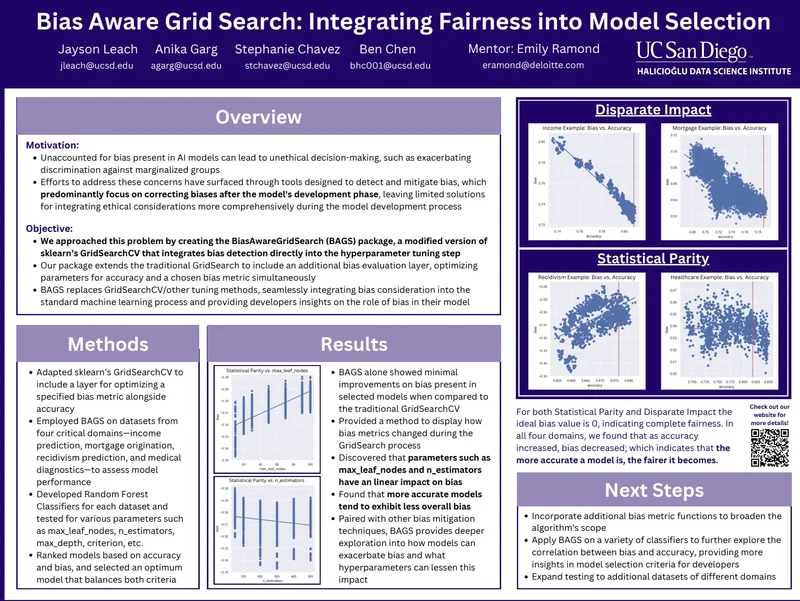 Bias Aware Grid Search: Integrating Fairness into Model Selection
Jayson Leach Anika Garg Stephanie Chavez Ben Chen Mentor: Emily Ramond
jleach@ucsd.edu agarg@ucsd.edu stchavez@ucsd.edu bhc001@ucsd.edu eramond@deloitte.com
UC San Diego
HALICIOĞLU DATA SCIENCE INSTITUTE
Overview
Motivation:
• Unaccounted for bias present in AI models can lead to unethical decision-making, such as exacerbating
discrimination against marginalized groups
• Efforts to address these concerns have surfaced through tools designed to detect and mitigate bias, which
predominantly focus on correcting biases after the model's development phase, leaving limited solutions
for integrating ethical considerations more comprehensively during the model development process
Objective:
• We approached this problem by creating the BiasAwareGridSearch (BAGS) package, a modified version of
sklearn's GridSearchCV that integrates bias detection directly into the hyperparameter tuning step
• Our package extends the traditional GridSearch to include an additional bias evaluation layer, optimizing
parameters for accuracy and a chosen bias metric simultaneously
• BAGS replaces GridSearchCV/other tuning methods, seamlessly integrating bias consideration into the
standard machine learning process and providing developers insights on the role of bias in their model
Methods
• Adapted sklearn's GridSearchCV to
include a layer for optimizing a
specified bias metric alongside
accuracy
• Employed BAGS on datasets from
four critical domains—income
prediction, mortgage origination,
recidivism prediction, and medical
diagnostics—to assess model
performance
• Developed Random Forest
Classifiers for each dataset and
tested for various parameters such
as max_leaf_nodes, n_estimators,
max_depth, criterion, etc.
• Ranked models based on accuracy
and bias, and selected an optimum
model that balances both criteria
Results
Statistical Parity vs. max_leaf_nodes
max_leaf_nodes
Statistical Parity vs. n_estimators
n_estimators
• BAGS alone showed minimal
improvements on bias present in
selected models when compared to
the traditional GridSearchCV
• Provided a method to display how
bias metrics changed during the
GridSearch process
• Discovered that parameters such as
max_leaf_nodes and n_estimators
have an linear impact on bias
• Found that more accurate models
tend to exhibit less overall bias
• Paired with other bias mitigation
techniques, BAGS provides deeper
exploration into how models can
exacerbate bias and what
hyperparameters can lessen this
impact
Disparate Impact
Income Example: Bias vs. Accuracy
accuracy
Mortgage Example: Bias vs. Accuracy
accuracy
Statistical Parity
Recidivism Example: Bias vs. Accuracy
accuracy
Healthcare Example: Bias vs. Accuracy
accuracy
For both Statistical Parity and Disparate Impact the
ideal bias value is 0, indicating complete fairness. In
all four domains, we found that as accuracy
increased, bias decreased; which indicates that the
more accurate a model is, the fairer it becomes.
Check out our
website for
more details!
Next Steps
• Incorporate additional bias metric functions to broaden the
algorithm's scope
• Apply BAGS on a variety of classifiers to further explore the
correlation between bias and accuracy, providing more
insights in model selection criteria for developers
• Expand testing to additional datasets of different domains